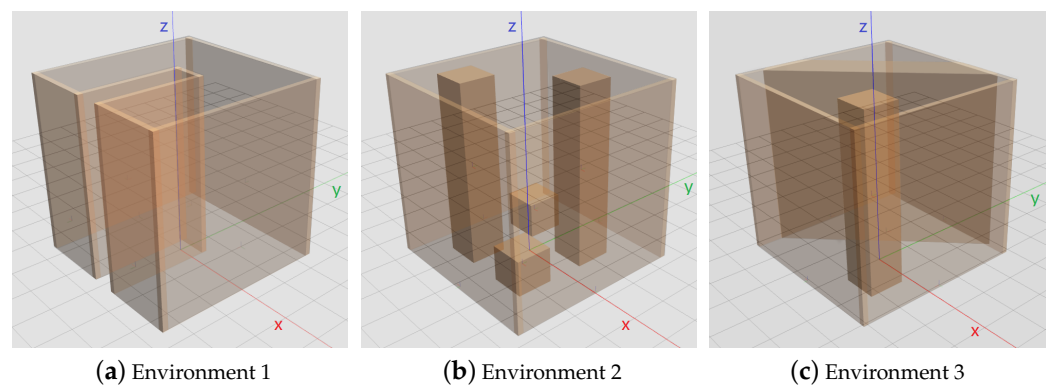 z
y
x
z
y
x
z
y
x
(a) Environment 1
(b) Environment 2
(c) Environment 3